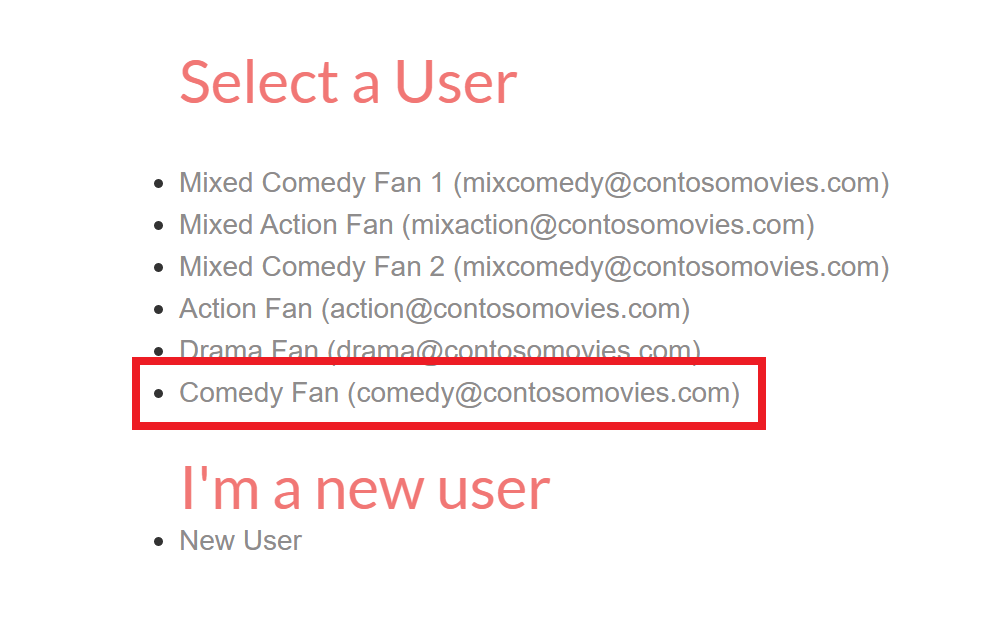 Select a User
Mixed Comedy Fan 1 (mixcomedy@contosomovies.com)
Mixed Action Fan (mixaction@contosomovies.com)
Mixed Comedy Fan 2 (mixcomedy@contosomovies.com)
Action Fan (action@contosomovies.com)
Drama Fan (drama@contosomovies.com)
Comedy Fan (comedy@contosomovies.com)
I'm a new user
New User